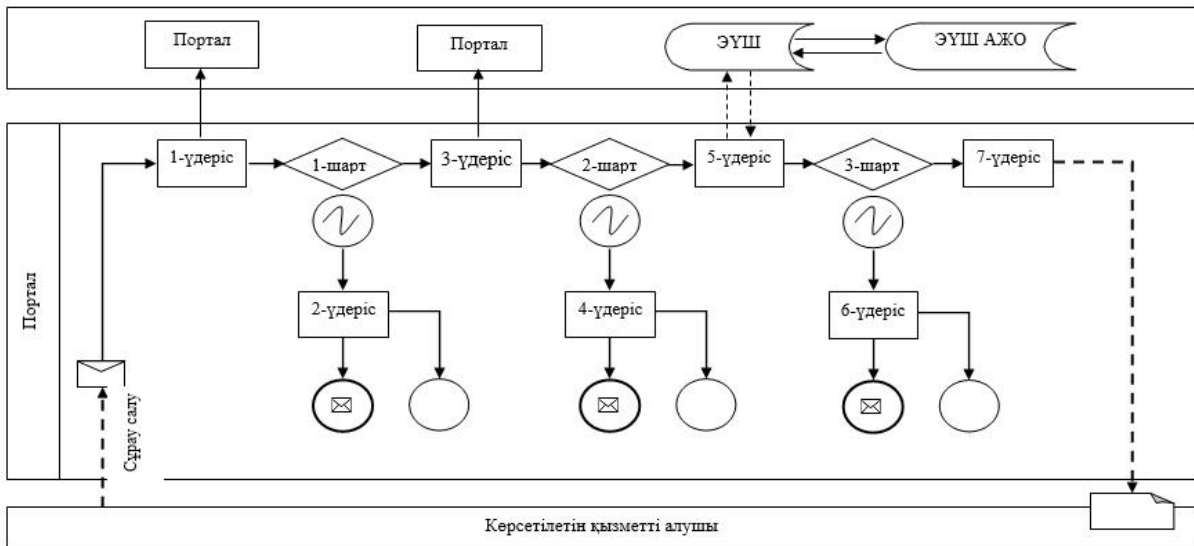 Портал
Портал
ЭҮШ
ЭҮШ АЖО
1-үдеріс
1-шарт
3-үдеріс
2-шарт
5-үдеріс
3-шарт
7-үдеріс
Портал
2-үдеріс
4-үдеріс
6-үдеріс
Сұрау салу
Көрсетілетін қызметті алушы